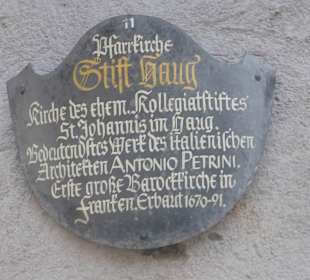 11
Pfarrkirche
Stift Haug
Kirche des ehem. Kollegiatstiftes
St. Johannis im Haug.
Bedeutendstes Werk des italienischen
Architekten ANTONIO PETRINI.
Erste große Barockkirche in
Franken. Erbaut 1670-91.